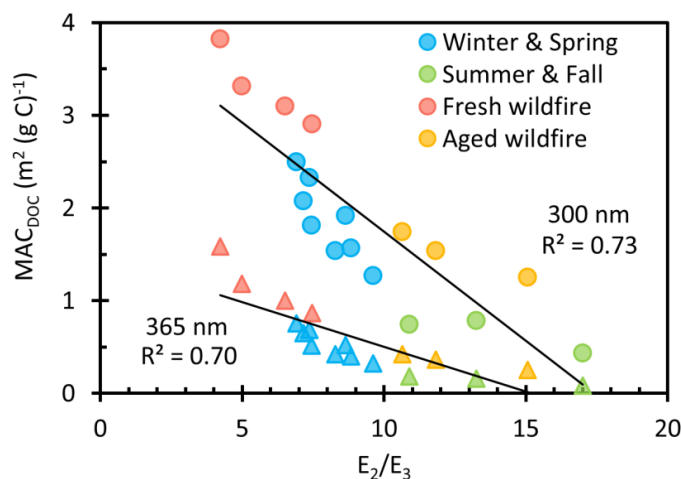 4
3
2
1
0
MAC_DOC (m² (g C)⁻¹)
Winter & Spring
Summer & Fall
Fresh wildfire
Aged wildfire
300 nm
R² = 0.73
365 nm
R² = 0.70
0 5 10 15 20
E₂/E₃